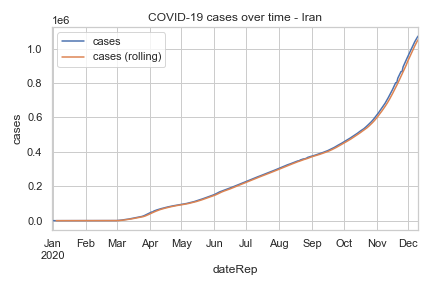 COVID-19 cases over time - Iran
1e6
cases
cases (rolling)
1.0
0.8
0.6
0.4
0.2
0.0
cases
Jan Feb Mar Apr May Jun Jul Aug Sep Oct Nov Dec
2020
dateRep